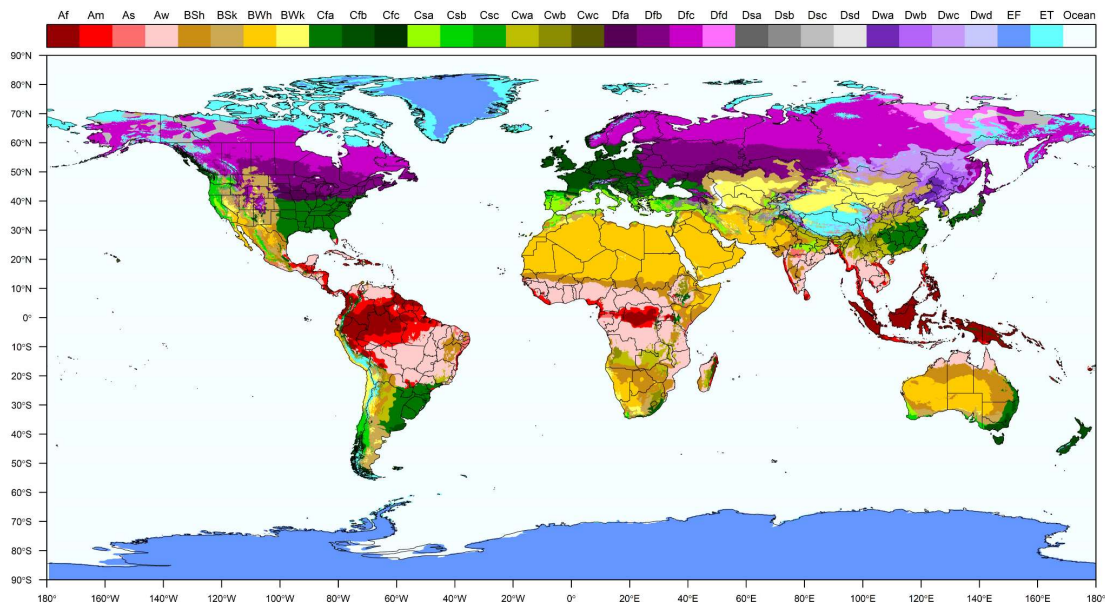 Af Am As Aw BSh BSk BWh BWk Cfa Cfb Cfc Csa Csb Csc Cwa Cwb Cwc Dfa Dfb Dfc Dfd Dsa Dsb Dsc Dsd Dwa Dwb Dwc Dwd EF ET Ocean
90°N
80°N
70°N
60°N
50°N
40°N
30°N
20°N
10°N
0°
10°S
20°S
30°S
40°S
50°S
60°S
70°S
80°S
90°S
180° 160°W 140°W 120°W 100°W 80°W 60°W 40°W 20°W 0° 20°E 40°E 60°E 80°E 100°E 120°E 140°E 160°E 180°